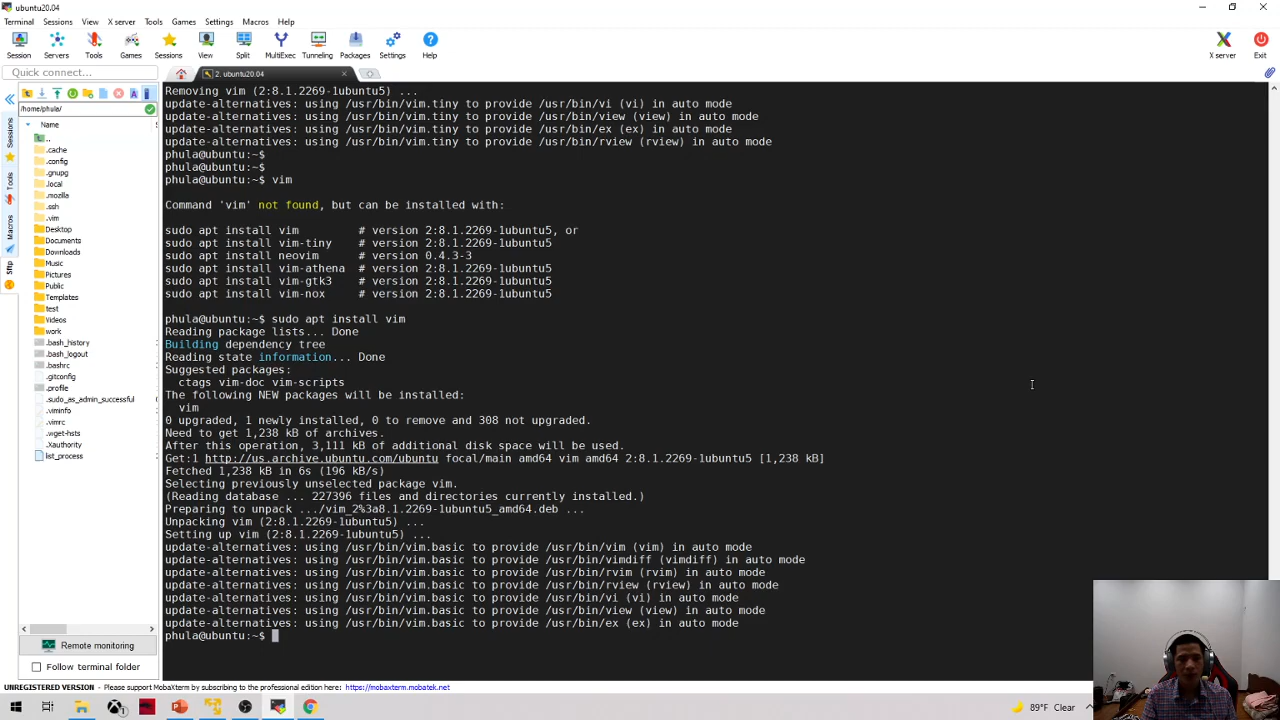 ubuntu20.04
Terminal Sessions View X server Tools Games Settings Macros Help
Session Servers Tools Games Sessions View Split MultiExec Tunneling Packages Settings Help X server Exit
Quick connect...
2. ubuntu20.04
/home/phula/
Name
..
.cache
.config
.gnupg
.local
.mozilla
.ssh
.vim
Desktop
Documents
Downloads
Music
Pictures
Public
Templates
test
Videos
work
.bash_history
.bash_logout
.bashrc
.gitconfig
.profile
.sudo_as_admin_successful
.viminfo
.vimrc
.wget-hsts
.Xauthority
list_process
Sessions
Tools
Macros
Sftp
Removing vim (2:8.1.2269-1ubuntu5) ...
update-alternatives: using /usr/bin/vim.tiny to provide /usr/bin/vi (vi) in auto mode
update-alternatives: using /usr/bin/vim.tiny to provide /usr/bin/view (view) in auto mode
update-alternatives: using /usr/bin/vim.tiny to provide /usr/bin/ex (ex) in auto mode
update-alternatives: using /usr/bin/vim.tiny to provide /usr/bin/rview (rview) in auto mode
phula@ubuntu:~$
phula@ubuntu:~$
phula@ubuntu:~$ vim
Command 'vim' not found, but can be installed with:
sudo apt install vim # version 2:8.1.2269-1ubuntu5, or
sudo apt install vim-tiny # version 2:8.1.2269-1ubuntu5
sudo apt install neovim # version 0.4.3-3
sudo apt install vim-athena # version 2:8.1.2269-1ubuntu5
sudo apt install vim-gtk3 # version 2:8.1.2269-1ubuntu5
sudo apt install vim-nox # version 2:8.1.2269-1ubuntu5
phula@ubuntu:~$ sudo apt install vim
Reading package lists... Done
Building dependency tree
Reading state information... Done
Suggested packages:
ctags vim-doc vim-scripts
The following NEW packages will be installed:
vim
0 upgraded, 1 newly installed, 0 to remove and 308 not upgraded.
Need to get 1,238 kB of archives.
After this operation, 3,111 kB of additional disk space will be used.
Get:1 http://us.archive.ubuntu.com/ubuntu focal/main amd64 vim amd64 2:8.1.2269-1ubuntu5 [1,238 kB]
Fetched 1,238 kB in 6s (196 kB/s)
Selecting previously unselected package vim.
(Reading database ... 227396 files and directories currently installed.)
Preparing to unpack .../vim_2%3a8.1.2269-1ubuntu5_amd64.deb ...
Unpacking vim (2:8.1.2269-1ubuntu5) ...
Setting up vim (2:8.1.2269-1ubuntu5) ...
update-alternatives: using /usr/bin/vim.basic to provide /usr/bin/vim (vim) in auto mode
update-alternatives: using /usr/bin/vim.basic to provide /usr/bin/vimdiff (vimdiff) in auto mode
update-alternatives: using /usr/bin/vim.basic to provide /usr/bin/rvim (rvim) in auto mode
update-alternatives: using /usr/bin/vim.basic to provide /usr/bin/rview (rview) in auto mode
update-alternatives: using /usr/bin/vim.basic to provide /usr/bin/vi (vi) in auto mode
update-alternatives: using /usr/bin/vim.basic to provide /usr/bin/view (view) in auto mode
update-alternatives: using /usr/bin/vim.basic to provide /usr/bin/ex (ex) in auto mode
phula@ubuntu:~$
Remote monitoring
Follow terminal folder
UNREGISTERED VERSION - Please support MobaXterm by subscribing to the professional edition here: https://mobaxterm.mobatek.net
89°F Clear